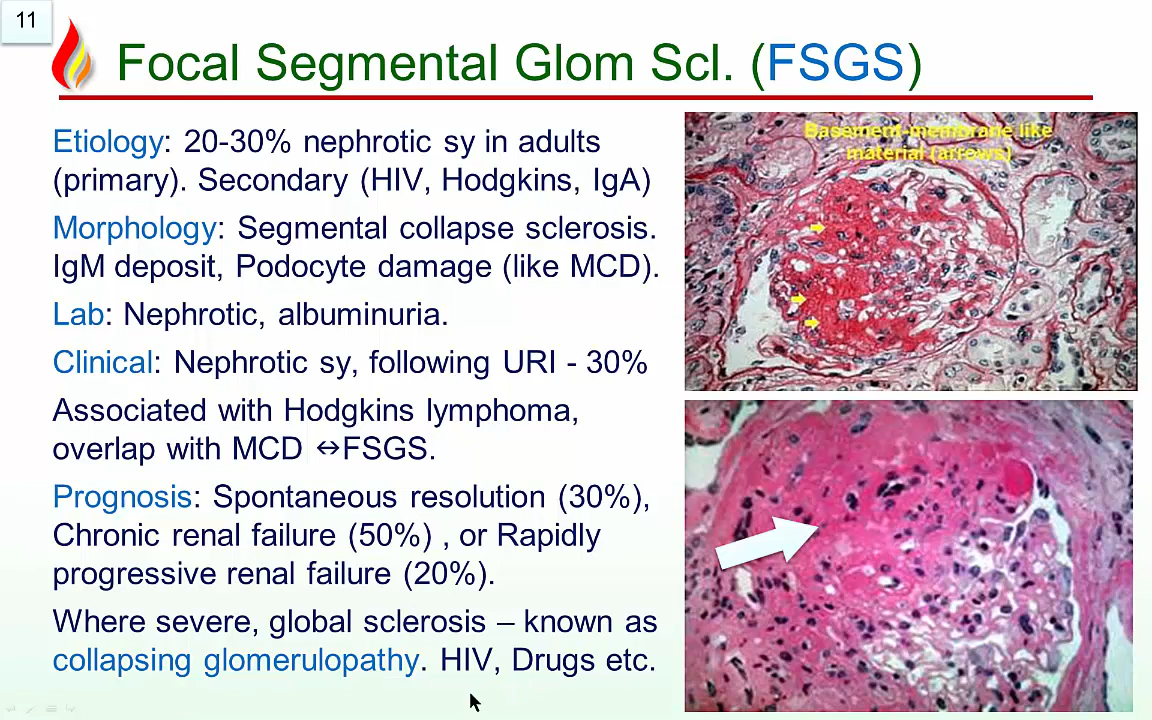 11
Focal Segmental Glom Scl. (FSGS)
Etiology: 20-30% nephrotic sy in adults
(primary). Secondary (HIV, Hodgkins, IgA)
Morphology: Segmental collapse sclerosis.
IgM deposit, Podocyte damage (like MCD).
Lab: Nephrotic, albuminuria.
Clinical: Nephrotic sy, following URI - 30%
Associated with Hodgkins lymphoma,
overlap with MCD ↔FSGS.
Prognosis: Spontaneous resolution (30%),
Chronic renal failure (50%) , or Rapidly
progressive renal failure (20%).
Where severe, global sclerosis – known as
collapsing glomerulopathy. HIV, Drugs etc.
Basement-membrane like
material (arrows)